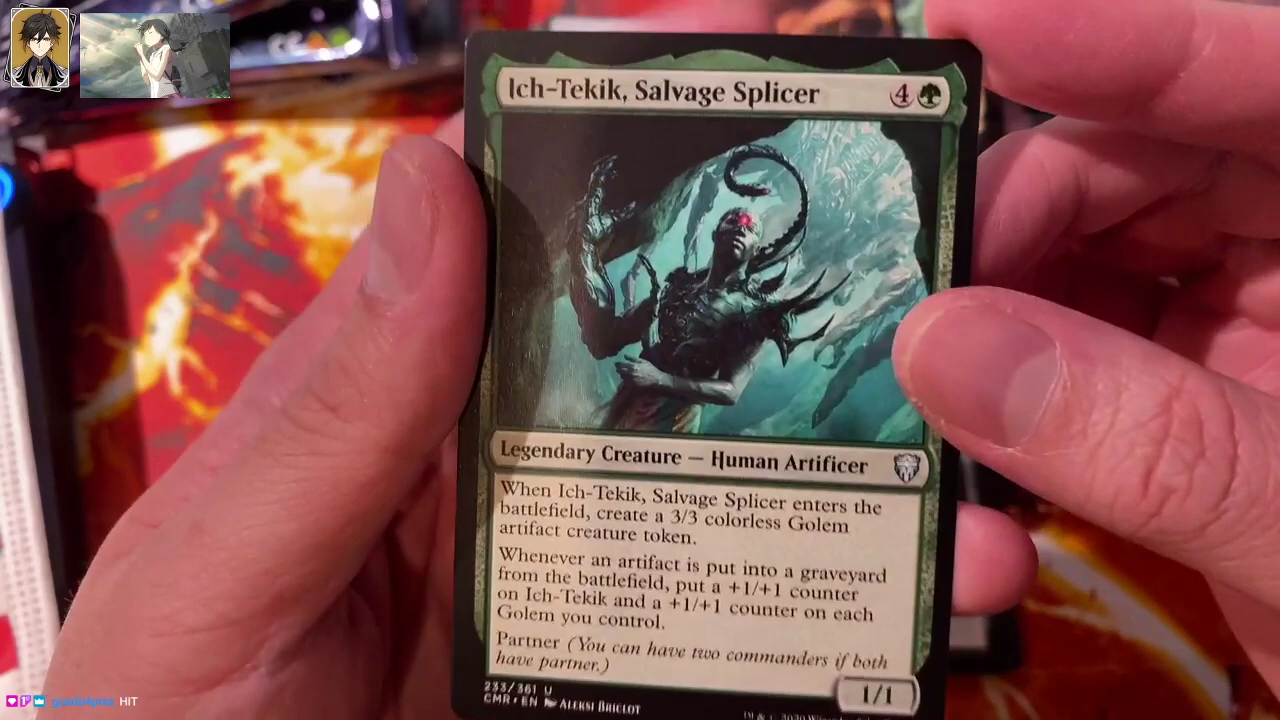 Ich-Tekik, Salvage Splicer 4
Legendary Creature — Human Artificer
When Ich-Tekik, Salvage Splicer enters the
battlefield, create a 3/3 colorless Golem
artifact creature token.
Whenever an artifact is put into a graveyard
from the battlefield, put a +1/+1 counter
on Ich-Tekik and a +1/+1 counter on each
Golem you control.
Partner (You can have two commanders if both
have partner.)
1/1
233/361 U
CMR • EN ALEKSI BRICLOT
HIT